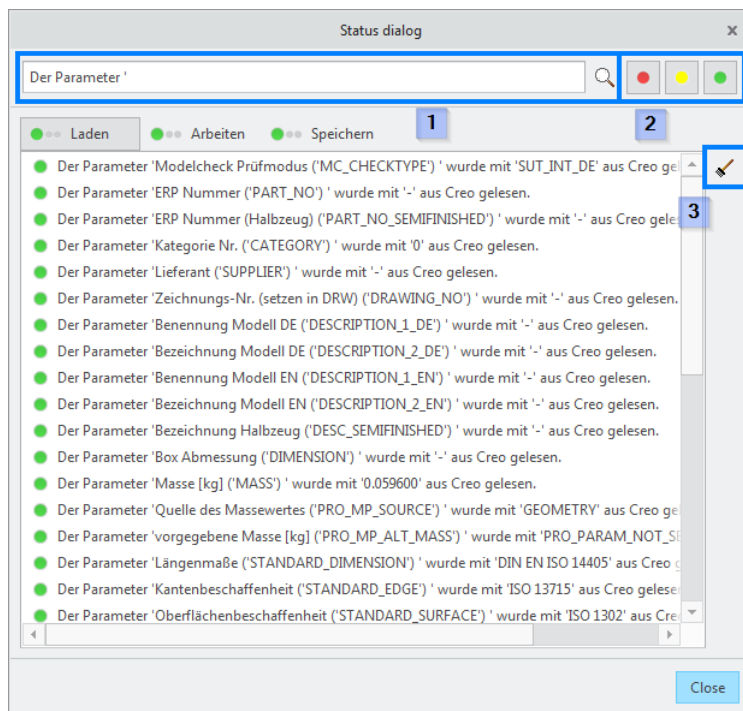 Status dialog
Der Parameter '
1
2
Laden
Arbeiten
Speichern
3
Der Parameter 'Modelcheck Prüfmodus ('MC_CHECKTYPE') ' wurde mit 'SUT_INT_DE' aus Creo ge
Der Parameter 'ERP Nummer ('PART_NO') ' wurde mit '-' aus Creo gelesen.
Der Parameter 'ERP Nummer (Halbzeug) ('PART_NO_SEMIFINISHED') ' wurde mit '-' aus Creo geles
Der Parameter 'Kategorie Nr. ('CATEGORY') ' wurde mit '0' aus Creo gelesen.
Der Parameter 'Lieferant ('SUPPLIER') ' wurde mit '-' aus Creo gelesen.
Der Parameter 'Zeichnungs-Nr. (setzen in DRW) ('DRAWING_NO') ' wurde mit '-' aus Creo gelesen.
Der Parameter 'Benennung Modell DE ('DESCRIPTION_1_DE') ' wurde mit '-' aus Creo gelesen.
Der Parameter 'Bezeichnung Modell DE ('DESCRIPTION_2_DE') ' wurde mit '-' aus Creo gelesen.
Der Parameter 'Benennung Modell EN ('DESCRIPTION_1_EN') ' wurde mit '-' aus Creo gelesen.
Der Parameter 'Bezeichnung Modell EN ('DESCRIPTION_2_EN') ' wurde mit '-' aus Creo gelesen.
Der Parameter 'Bezeichnung Halbzeug ('DESC_SEMIFINISHED') ' wurde mit '-' aus Creo gelesen.
Der Parameter 'Box Abmessung ('DIMENSION') ' wurde mit '-' aus Creo gelesen.
Der Parameter 'Masse [kg] ('MASS') ' wurde mit '0.059600' aus Creo gelesen.
Der Parameter 'Quelle des Massewertes ('PRO_MP_SOURCE') ' wurde mit 'GEOMETRY' aus Creo ge
Der Parameter 'vorgegebene Masse [kg] ('PRO_MP_ALT_MASS') ' wurde mit 'PRO_PARAM_NOT_SE
Der Parameter 'Längenmaße ('STANDARD_DIMENSION') ' wurde mit 'DIN EN ISO 14405' aus Creo g
Der Parameter 'Kantenbeschaffenheit ('STANDARD_EDGE') ' wurde mit 'ISO 13715' aus Creo gelese
Der Parameter 'Oberflächenbeschaffenheit ('STANDARD_SURFACE') ' wurde mit 'ISO 1302' aus Cre
Close